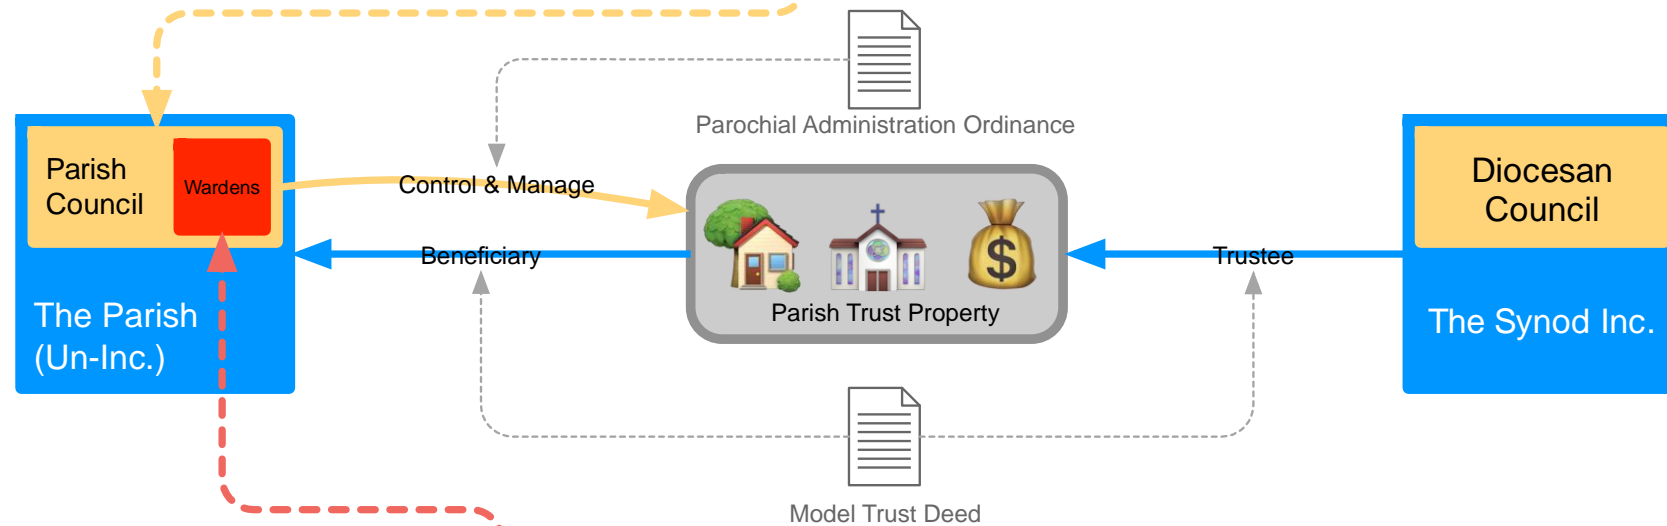 Parochial Administration Ordinance
Parish
Council
Wardens
Control & Manage
Diocesan
Council
Beneficiary
$
Trustee
The Parish
(Un-Inc.)
Parish Trust Property
The Synod Inc.
Model Trust Deed